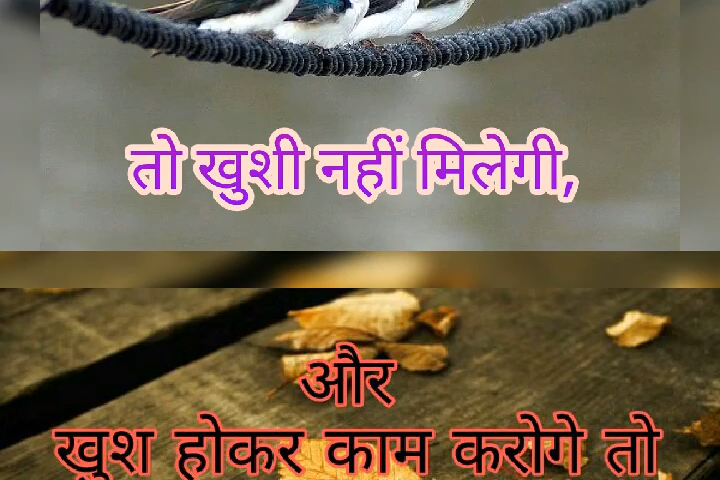 तो खुशी नहीं मिलेगी,
और
खुश होकर काम करोगे तो